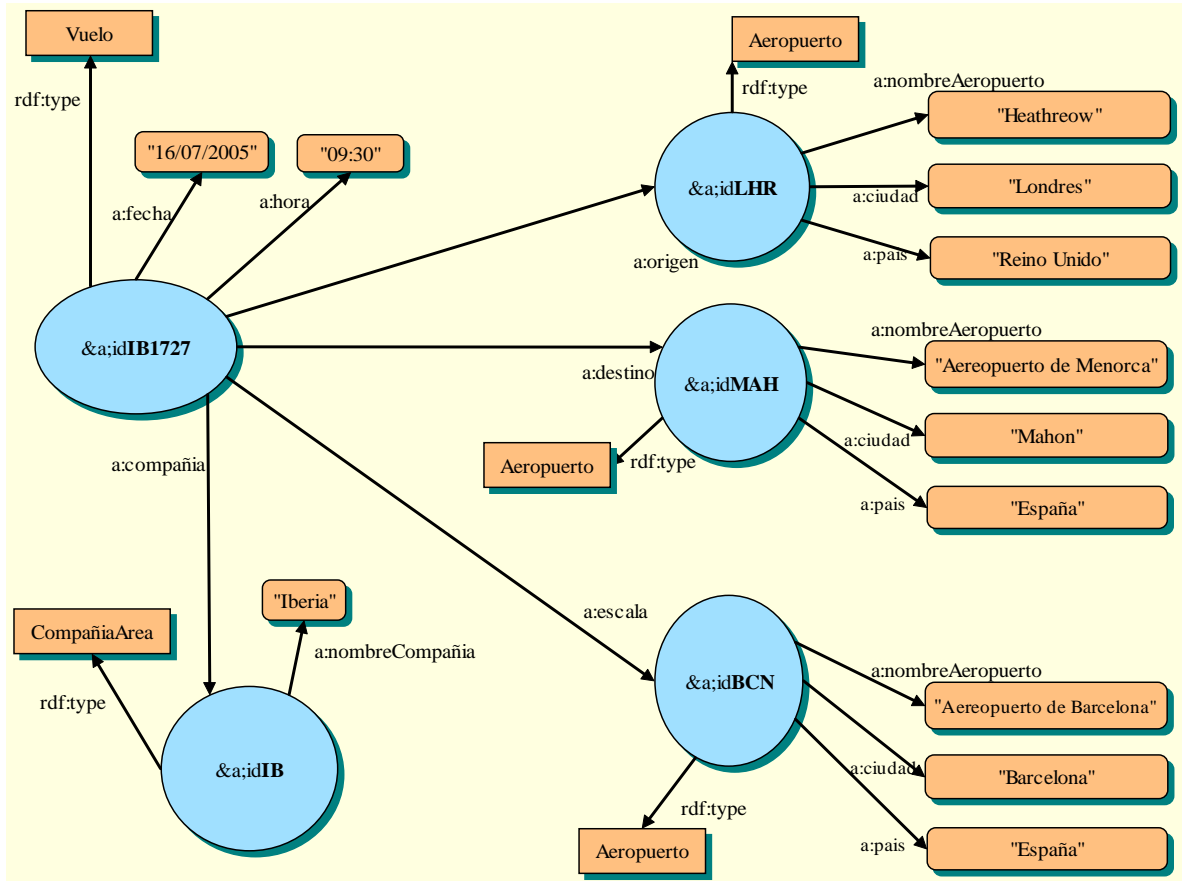 Vuelo
Aeropuerto
rdf:type
rdf:type
a:nombreAeropuerto
"Heathreow"
"16/07/2005"
"09:30"
&a;idLHR
"Londres"
a:ciudad
a:fecha
a:hora
a:origen
a:pais
"Reino Unido"
&a;idIB1727
a:nombreAeropuerto
"Aereopuerto de Menorca"
a:destino
&a;idMAH
"Mahon"
a:ciudad
a:compañia
Aeropuerto
rdf:type
a:pais
"España"
"Iberia"
a:escala
CompañiaArea
a:nombreCompañia
rdf:type
&a;idBCN
a:nombreAeropuerto
"Aereopuerto de Barcelona"
&a;idIB
a:ciudad
"Barcelona"
rdf:type
Aeropuerto
a:pais
"España"